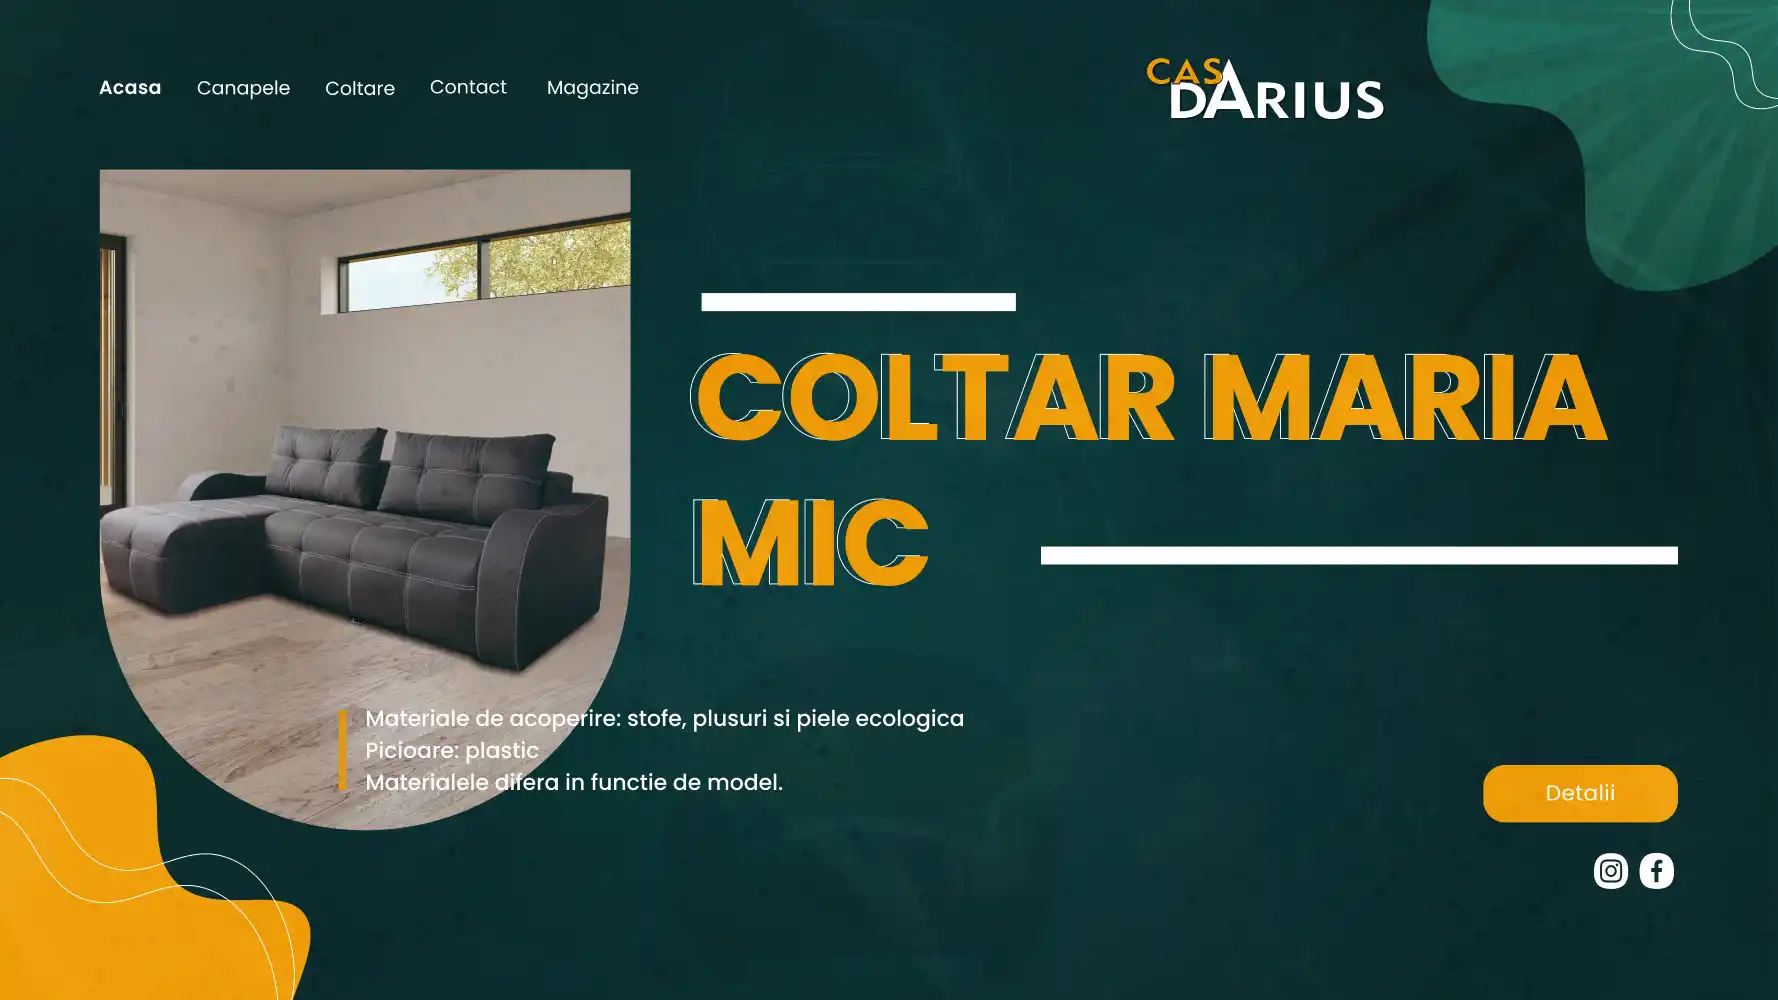 Acasa Canapele Coltare Contact Magazine
CASA
DARIUS
COLTAR MARIA
MIC
Materiale de acoperire: stofe, plusuri si piele ecologica
Picioare: plastic
Materialele difera in functie de model.
Detalii